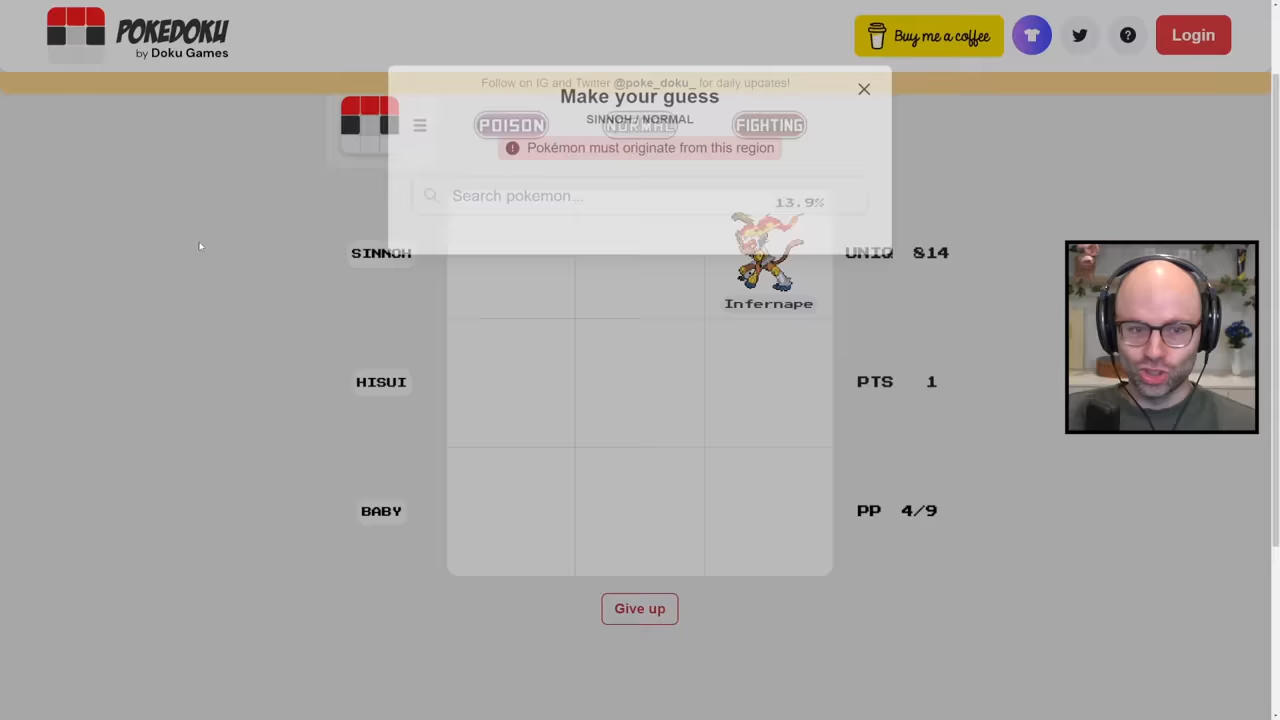 POKEDOKU
by Doku Games
Buy me a coffee
Login
Follow on IG and Twitter @poke_doku_ for daily updates!
Make your guess
SINNOH / NORMAL
POISON
NORMAL
FIGHTING
Pokémon must originate from this region
Search pokemon...
13.9%
SINNOH
UNIQ 814
Infernape
HISUI
PTS 1
BABY
PP 4/9
Give up